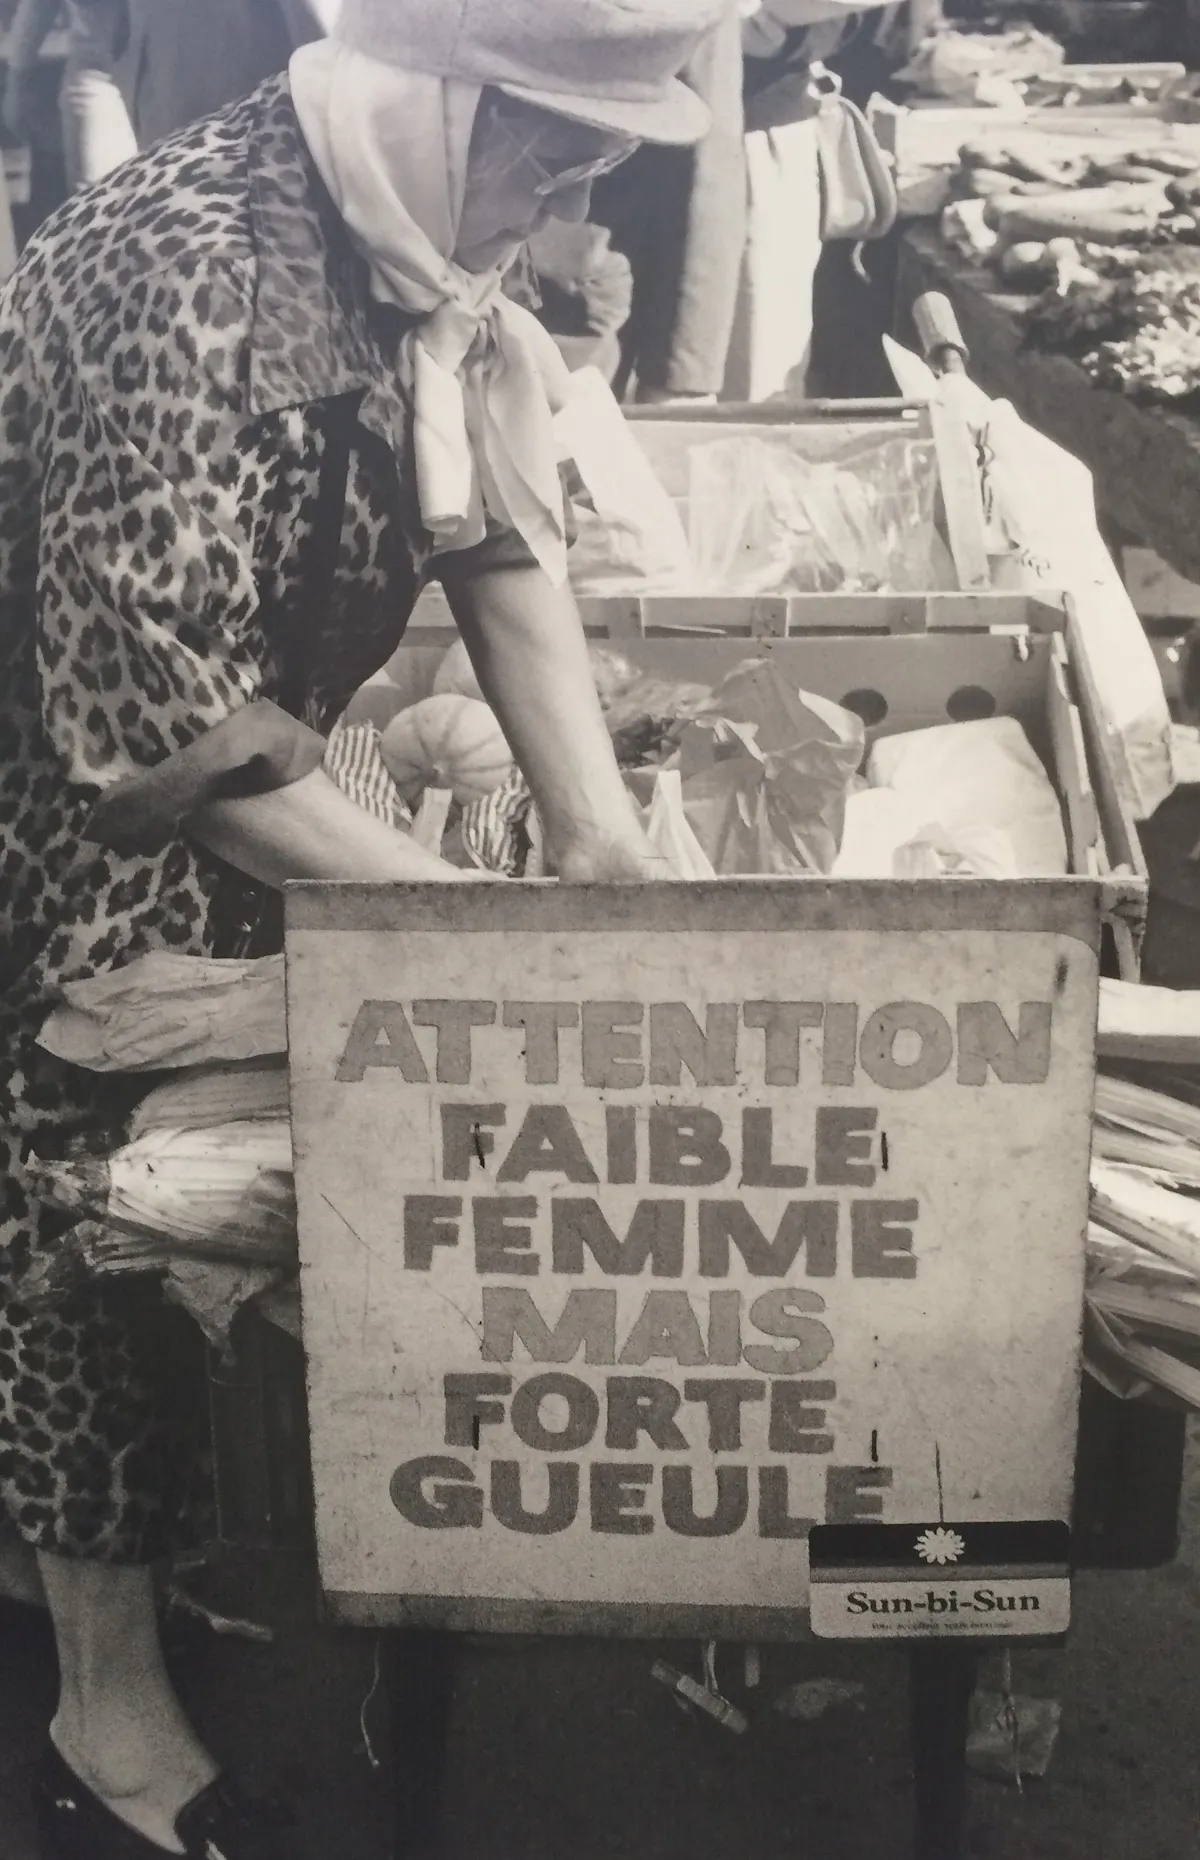 ATTENTION
FAIBLE
FEMME
MAIS
FORTE
GUEULE
Sun-bi-Sun